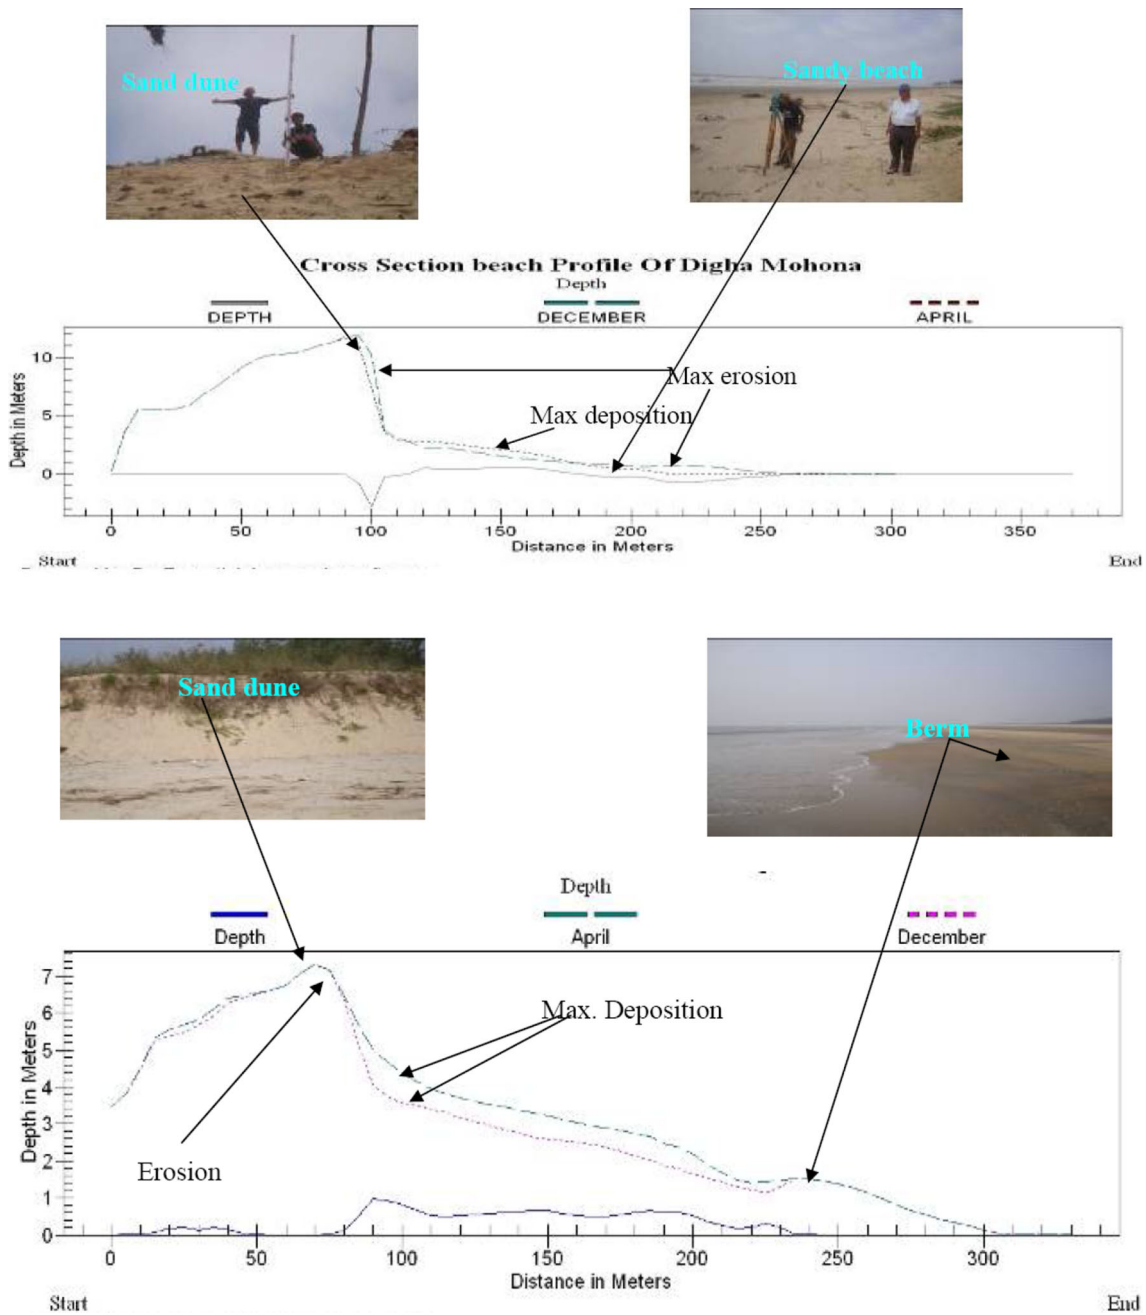 Sand dune
Sandy beach
Cross Section beach Profile Of Digha Mohona
Depth
DEPTH
DECEMBER
APRIL
Depth in Meters
10
5
0
Max erosion
Max deposition
0 50 100 150 200 250 300 350
Distance in Meters
Start
End
Sand dune
Berm
Depth
Depth
April
December
Depth in Meters
7
6
5
4
3
2
1
0
Max. Deposition
Erosion
0 50 100 150 200 250 300
Distance in Meters
Start
End